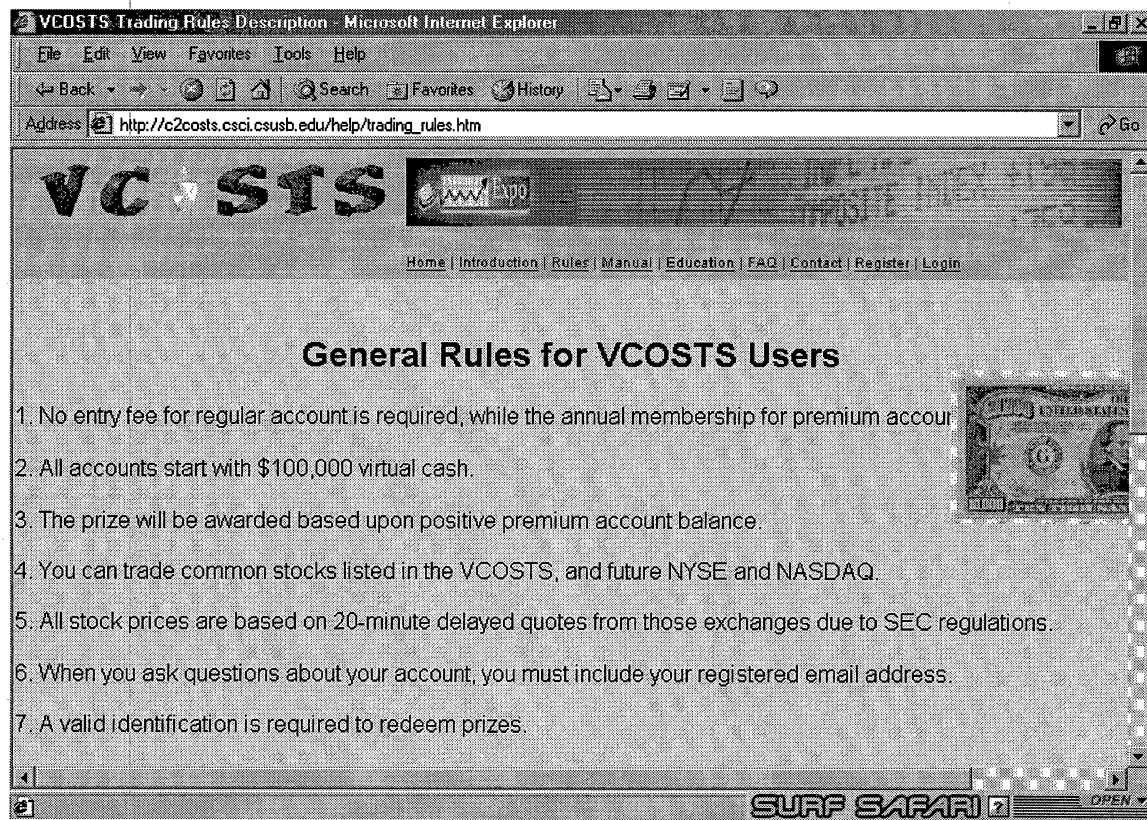 VCOSTS Trading Rules Description - Microsoft Internet Explorer
File Edit View Favorites Tools Help
Back Search Favorites History
Address http://c2costs.csci.csusb.edu/help/trading_rules.htm Go
VC STS Expo
Home | Introduction | Rules | Manual | Education | FAQ | Contact | Register | Login
General Rules for VCOSTS Users
1. No entry fee for regular account is required, while the annual membership for premium accour
2. All accounts start with $100,000 virtual cash.
3. The prize will be awarded based upon positive premium account balance.
4. You can trade common stocks listed in the VCOSTS, and future NYSE and NASDAQ.
5. All stock prices are based on 20-minute delayed quotes from those exchanges due to SEC regulations.
6. When you ask questions about your account, you must include your registered email address.
7. A valid identification is required to redeem prizes.
SURF SAFARI ? OPEN